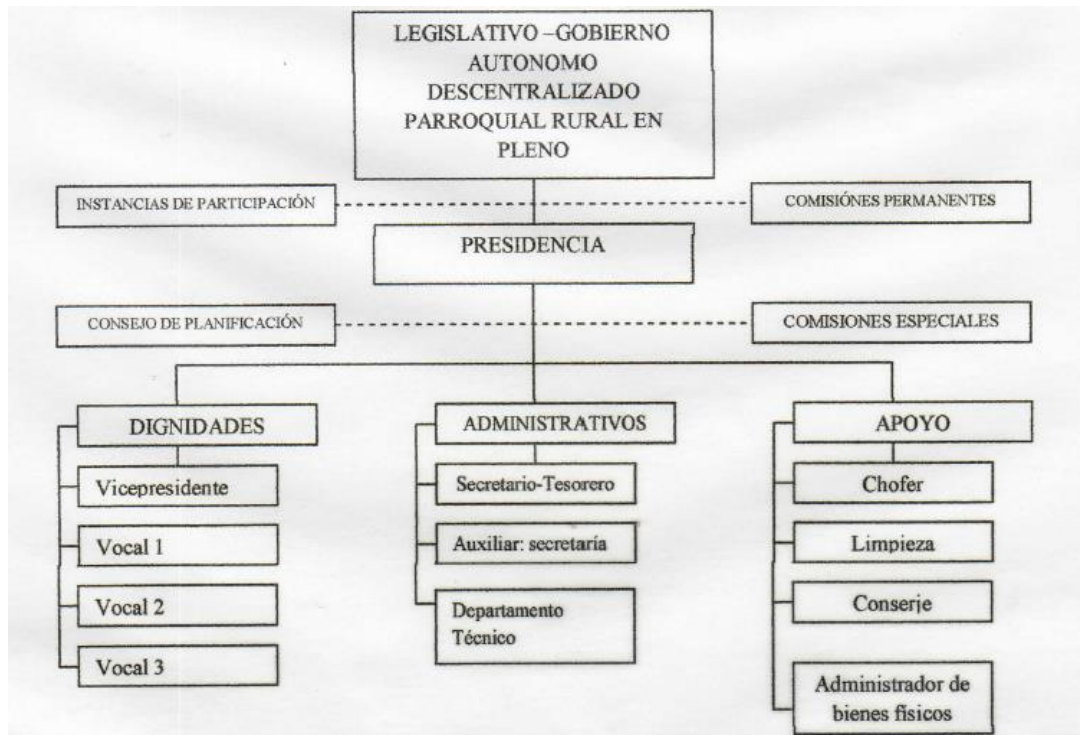 LEGISLATIVO –GOBIERNO
AUTONOMO
DESCENTRALIZADO
PARROQUIAL RURAL EN
PLENO
INSTANCIAS DE PARTICIPACIÓN
COMISIÓNES PERMANENTES
PRESIDENCIA
CONSEJO DE PLANIFICACIÓN
COMISIONES ESPECIALES
DIGNIDADES
ADMINISTRATIVOS
APOYO
Vicepresidente
Secretario-Tesorero
Chofer
Vocal 1
Auxiliar: secretaría
Limpieza
Vocal 2
Departamento
Técnico
Conserje
Vocal 3
Administrador de
bienes físicos